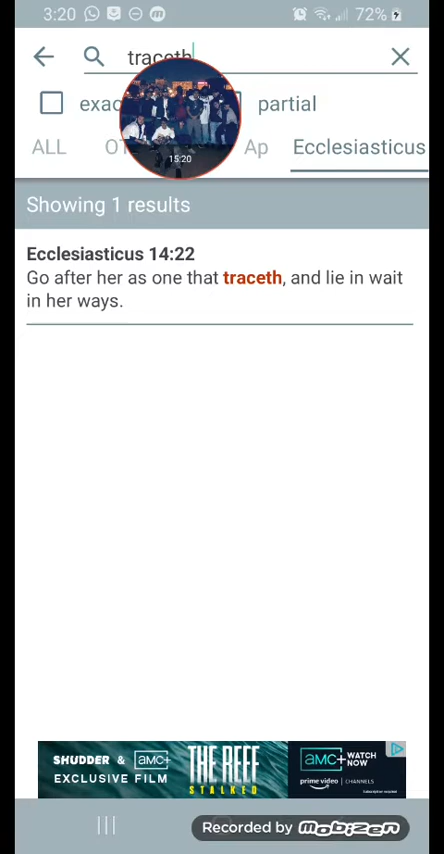 3:20 72%
traceth
partial
ALL Ap Ecclesiasticus
15:20
Showing 1 results
Ecclesiasticus 14:22
Go after her as one that traceth, and lie in wait
in her ways.
SHUDDER & AMC+
EXCLUSIVE FILM
THE REEF
STALKED
AMC+ WATCH
NOW
prime video | CHANNELS
Recorded by Mobizen